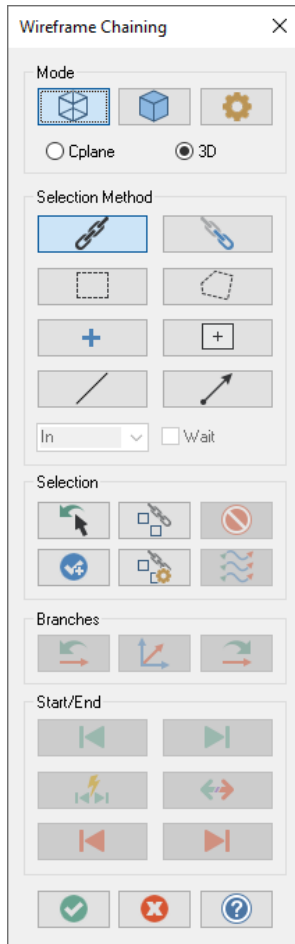 Wireframe Chaining
Mode
Cplane 3D
Selection Method
In Wait
Selection
Branches
Start/End